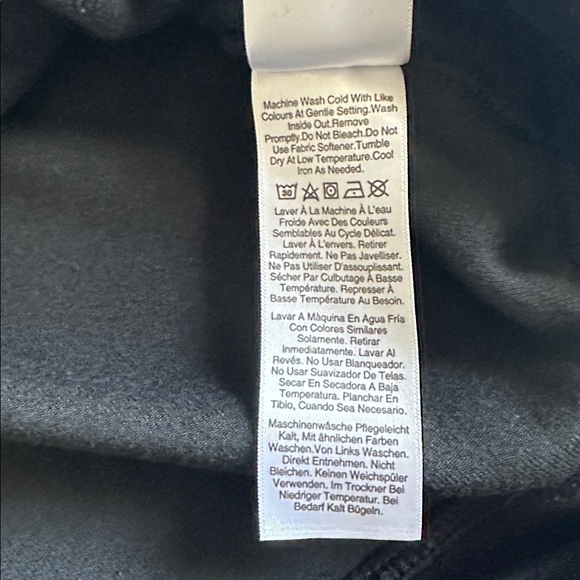 Machine Wash Cold With Like
Colours At Gentle Setting.Wash
Inside Out.Remove
Promptly.Do Not Bleach.Do Not
Use Fabric Softener.Tumble
Dry At Low Temperature.Cool
Iron As Needed.
30
Laver À La Machine À L'eau
Froide Avec Des Couleurs
Semblables Au Cycle Délicat.
Laver À L'envers. Retirer
Rapidement. Ne Pas Javelliser.
Ne Pas Utiliser D'assouplissant.
Sécher Par Culbutage À Basse
Température. Represser À
Basse Température Au Besoin.
Lavar A Màquina En Agua Fría
Con Colores Similares
Solamente. Retirar
Inmediatamente. Lavar Al
Revés. No Usar Blanqueador.
No Usar Suavizador De Telas.
Secar En Secadora A Baja
Temperatura. Planchar En
Tibio, Cuando Sea Necesario.
Maschinenwäsche Pflegeleicht
Kalt, Mit ähnlichen Farben
Waschen.Von Links Waschen.
Direkt Entnehmen. Nicht
Bleichen. Keinen Weichspüler
Verwenden. Im Trockner Bei
Niedriger Temperatur. Bei
Bedarf Kalt Bügeln.